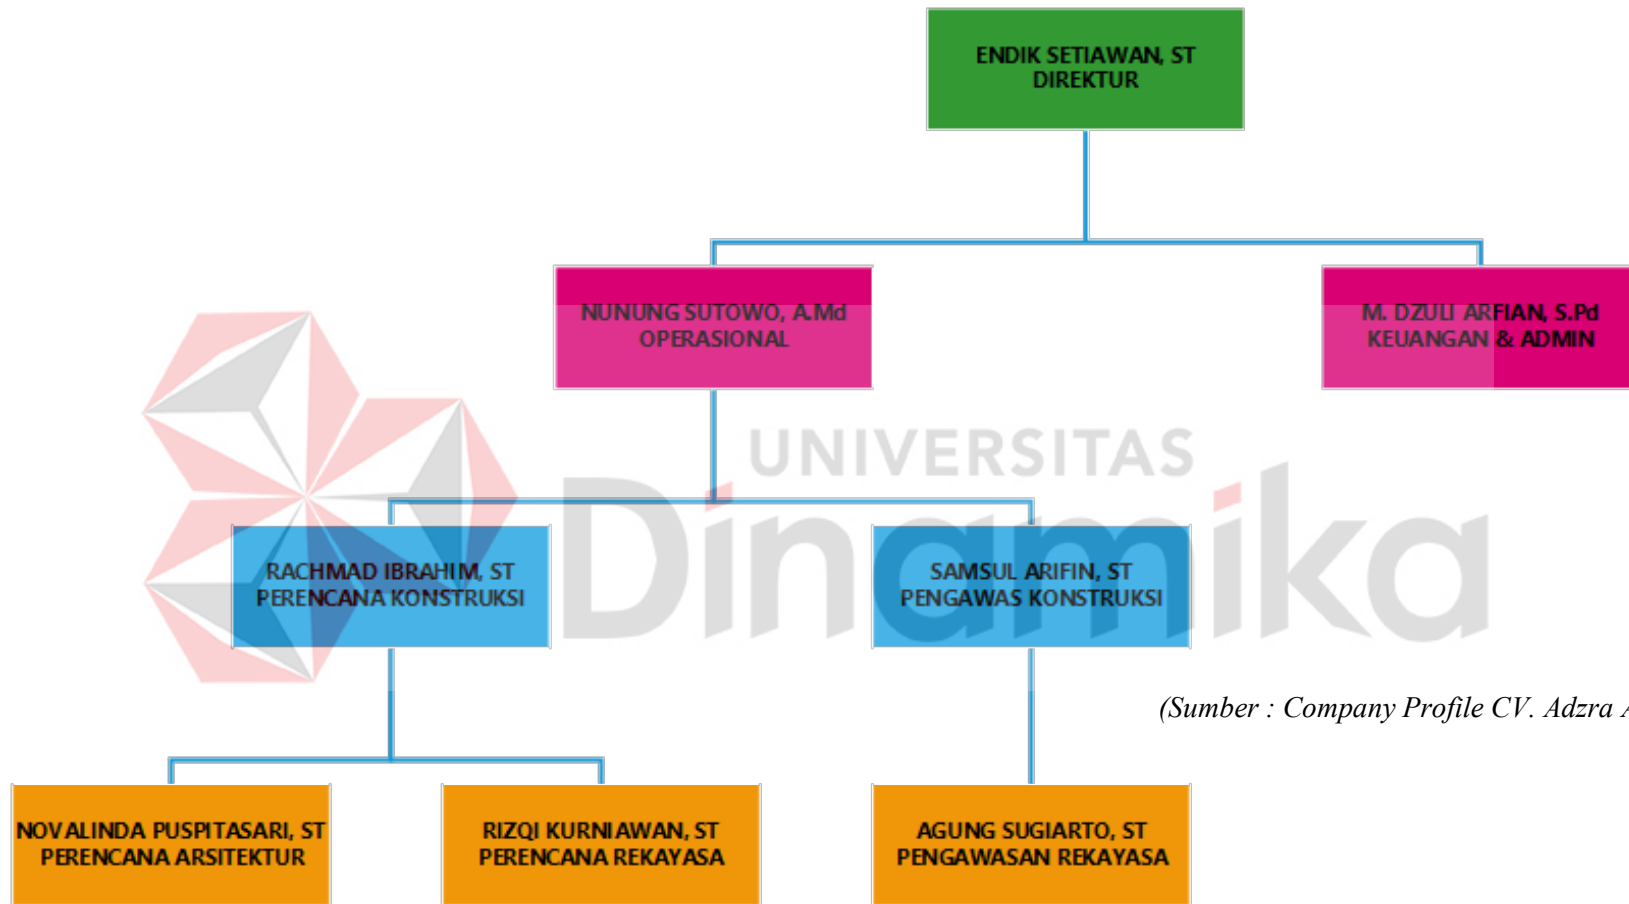 ENDIK SETIAWAN, ST
DIREKTUR
NUNUNG SUTOWO, A.Md
OPERASIONAL
M. DZULI ARFIAN, S.Pd
KEUANGAN & ADMIN
UNIVERSITAS
Dinamika
RACHMAD IBRAHIM, ST
PERENCANA KONSTRUKSI
SAMSUL ARIFIN, ST
PENGAWAS KONSTRUKSI
(Sumber : Company Profile CV. Adzra
NOVALINDA PUSPITASARI, ST
PERENCANA ARSITEKTUR
RIZQI KURNIAWAN, ST
PERENCANA REKAYASA
AGUNG SUGIARTO, ST
PENGAWASAN REKAYASA